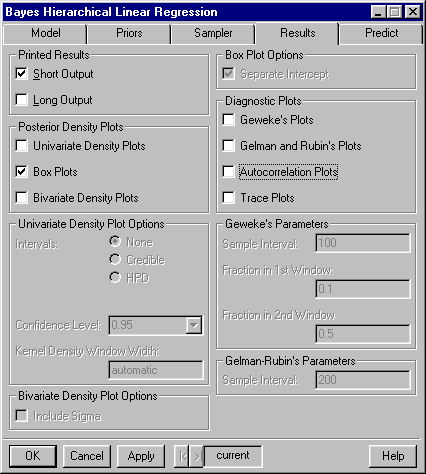 Bayes Hierarchical Linear Regression
Model Priors Sampler Results Predict
Printed Results
Short Output
Long Output
Posterior Density Plots
Univariate Density Plots
Box Plots
Bivariate Density Plots
Univariate Density Plot Options
Intervals:
None
Credible
HPD
Confidence Level: 0.95
Kernel Density Window Width:
automatic
Bivariate Density Plot Options
Include Sigma
Box Plot Options
Separate Intercept
Diagnostic Plots
Geweke's Plots
Gelman and Rubin's Plots
Autocorrelation Plots
Trace Plots
Geweke's Parameters
Sample Interval: 100
Fraction in 1st Window:
0.1
Fraction in 2nd Window
0.5
Gelman-Rubin's Parameters
Sample Interval: 200
OK Cancel Apply current Help